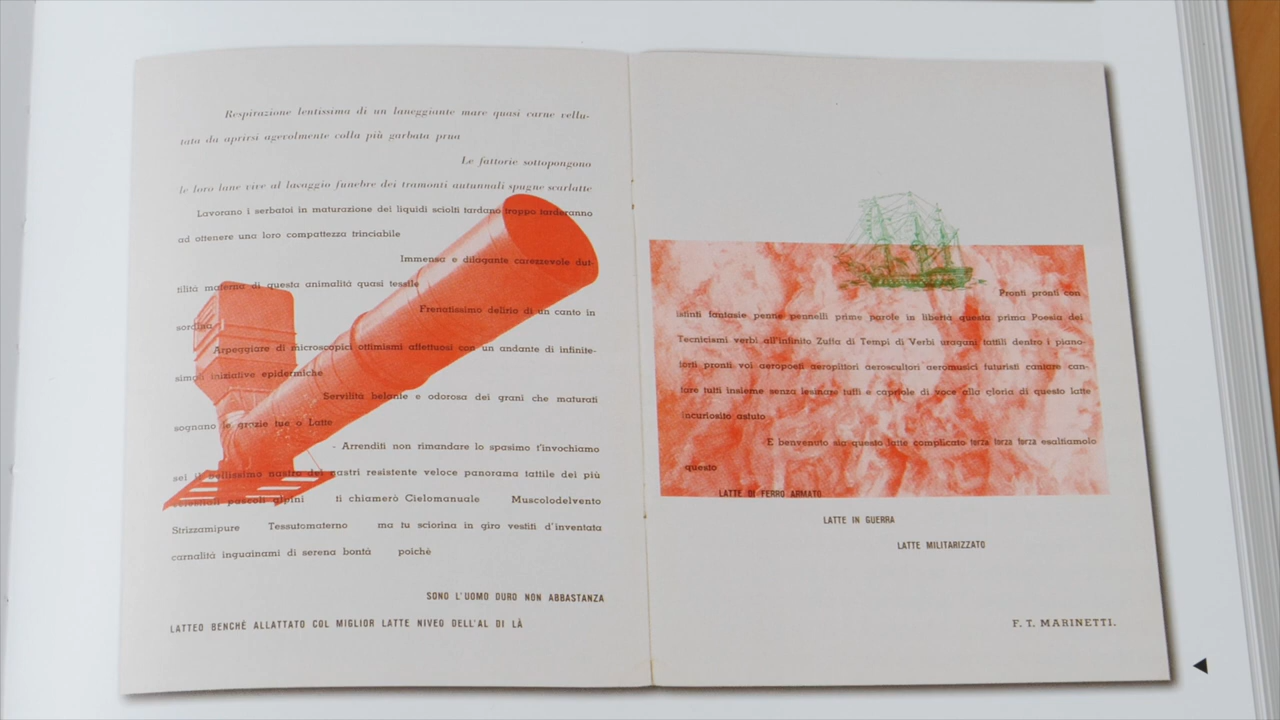 Respirazione lentissima di un laneggiante mare quasi carne vellu-
tata da aprirsi agevolmente colla più garbata prua
Le fattorie sottopongono
le loro lane vive al lavaggio funebre dei tramonti autunnali spugne scarlatte
Lavorano i serbatoi in maturazione dei liquidi sciolti tardano troppo tarderanno
ad ottenere una loro compattezza trinciabile
Immensa e dilagante carezzevole dut-
tilità materna di questa animalità quasi tessile
Frenatissimo delirio di un canto in
sordina
Arpeggiare di microscopici ottimismi affettuosi con un andante di infinite-
simali iniziative epidermiche
Servilità belante e odorosa dei grani che maturati
sognano le grazie tue o Latte
- Arrenditi non rimandare lo spasimo t'invochiamo
sei il bellissimo nastro dei nastri resistente veloce panorama tattile dei più
celestiali pascoli alpini ti chiamerò Cielomanuale Muscolodelvento
Strizzamipure Tessutomaterno ma tu sciorina in giro vestiti d'inventata
carnalità inguainami di serena bontà poichè
SONO L'UOMO DURO NON ABBASTANZA
LATTEO BENCHÉ ALLATTATO COL MIGLIOR LATTE NIVEO DELL'AL DI LÀ
Pronti pronti con
istinti fantasie penne pennelli prime parole in libertà questa prima Poesia dei
Tecnicismi verbi all'infinito Zuffa di Tempi di Verbi uragani tattili dentro i piano-
forti pronti voi aeropoeti aeropittori aeroscultori aeromusici futuristi cantare can-
tare tutti insieme senza lesinare tuffi e capriole di voce alla gloria di questo latte
incuriosito astuto
E benvenuto sia questo latte complicato forza forza forza esaltiamolo
questo
LATTE DI FERRO ARMATO
LATTE IN GUERRA
LATTE MILITARIZZATO
F. T. MARINETTI.